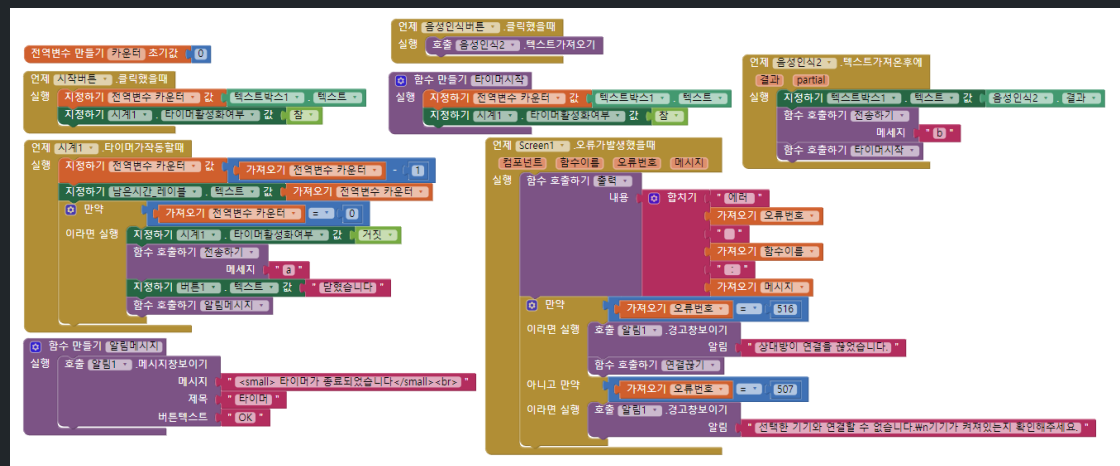 전역변수 만들기 카운터 초기값 0
언제 시작버튼 .클릭했을때
실행 지정하기 전역변수 카운터 값 텍스트박스1 . 텍스트
지정하기 시계1 . 타이머활성화여부 값 참
언제 시계1 .타이머가작동할때
실행 지정하기 전역변수 카운터 값 가져오기 전역변수 카운터 - 1
지정하기 남은시간_레이블 . 텍스트 값 가져오기 전역변수 카운터
만약 가져오기 전역변수 카운터 = 0
이라면 실행 지정하기 시계1 . 타이머활성화여부 값 거짓
함수 호출하기 전송하기
메세지 " a "
지정하기 버튼1 . 텍스트 값 " 닫혔습니다 "
함수 호출하기 알림메시지
함수 만들기 알림메시지
실행 호출 알림1 .메시지창보이기
메시지 " <small> 타이머가 종료되었습니다</small><br> "
제목 " 타이머 "
버튼텍스트 " OK "
언제 음성인식버튼 .클릭했을때
실행 호출 음성인식2 .텍스트가져오기
함수 만들기 타이머시작
실행 지정하기 전역변수 카운터 값 텍스트박스1 . 텍스트
지정하기 시계1 . 타이머활성화여부 값 참
언제 Screen1 .오류가발생했을때
컴포넌트 함수이름 오류번호 메시지
실행 함수 호출하기 출력
내용 합치기 " 에러 "
가져오기 오류번호
" "
가져오기 함수이름
" : "
가져오기 메시지
만약 가져오기 오류번호 = 516
이라면 실행 호출 알림1 .경고창보이기
알림 " 상대방이 연결을 끊었습니다. "
함수 호출하기 연결끊기
아니고 만약 가져오기 오류번호 = 507
이라면 실행 호출 알림1 .경고창보이기
알림 " 선택한 기기와 연결할 수 없습니다.₩n기기가 켜져있는지 확인해주세요. "
언제 음성인식2 .텍스트가져온후에
결과 partial
실행 지정하기 텍스트박스1 . 텍스트 값 음성인식2 . 결과
함수 호출하기 전송하기
메세지 " b "
함수 호출하기 타이머시작